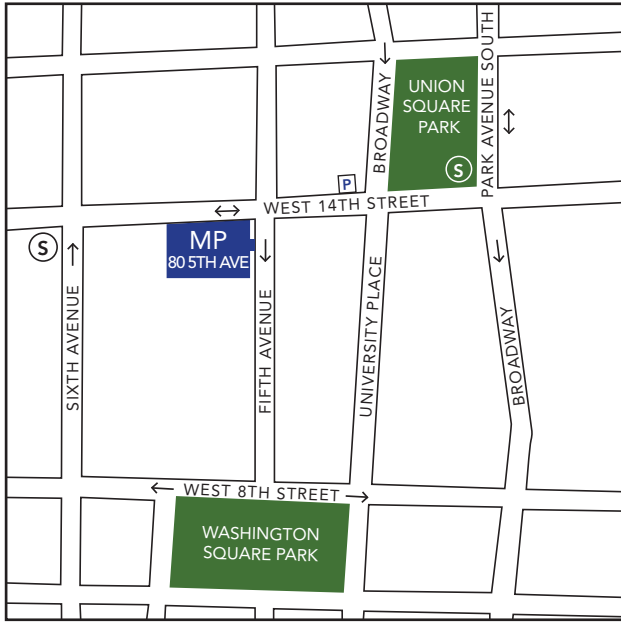 PARK AVENUE SOUTH
BROADWAY
UNION
SQUARE
PARK
S
P
WEST 14TH STREET
MP
80 5TH AVE
S
SIXTH AVENUE
FIFTH AVENUE
UNIVERSITY PLACE
BROADWAY
WEST 8TH STREET
WASHINGTON
SQUARE PARK